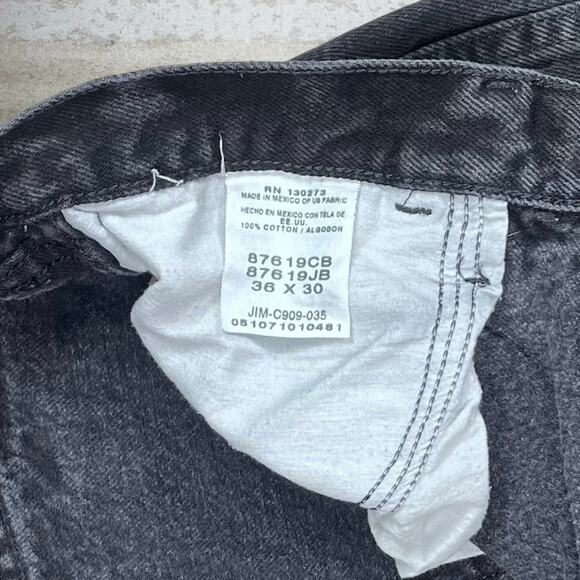 RN 130273
MADE IN MEXICO OF US FABRIC
HECHO EN MEXICO CON TELA DE
EE.UU.
100% COTTON / ALGODON
87619CB
87619JB
36 X 30
JIM-C909-035
051071010481